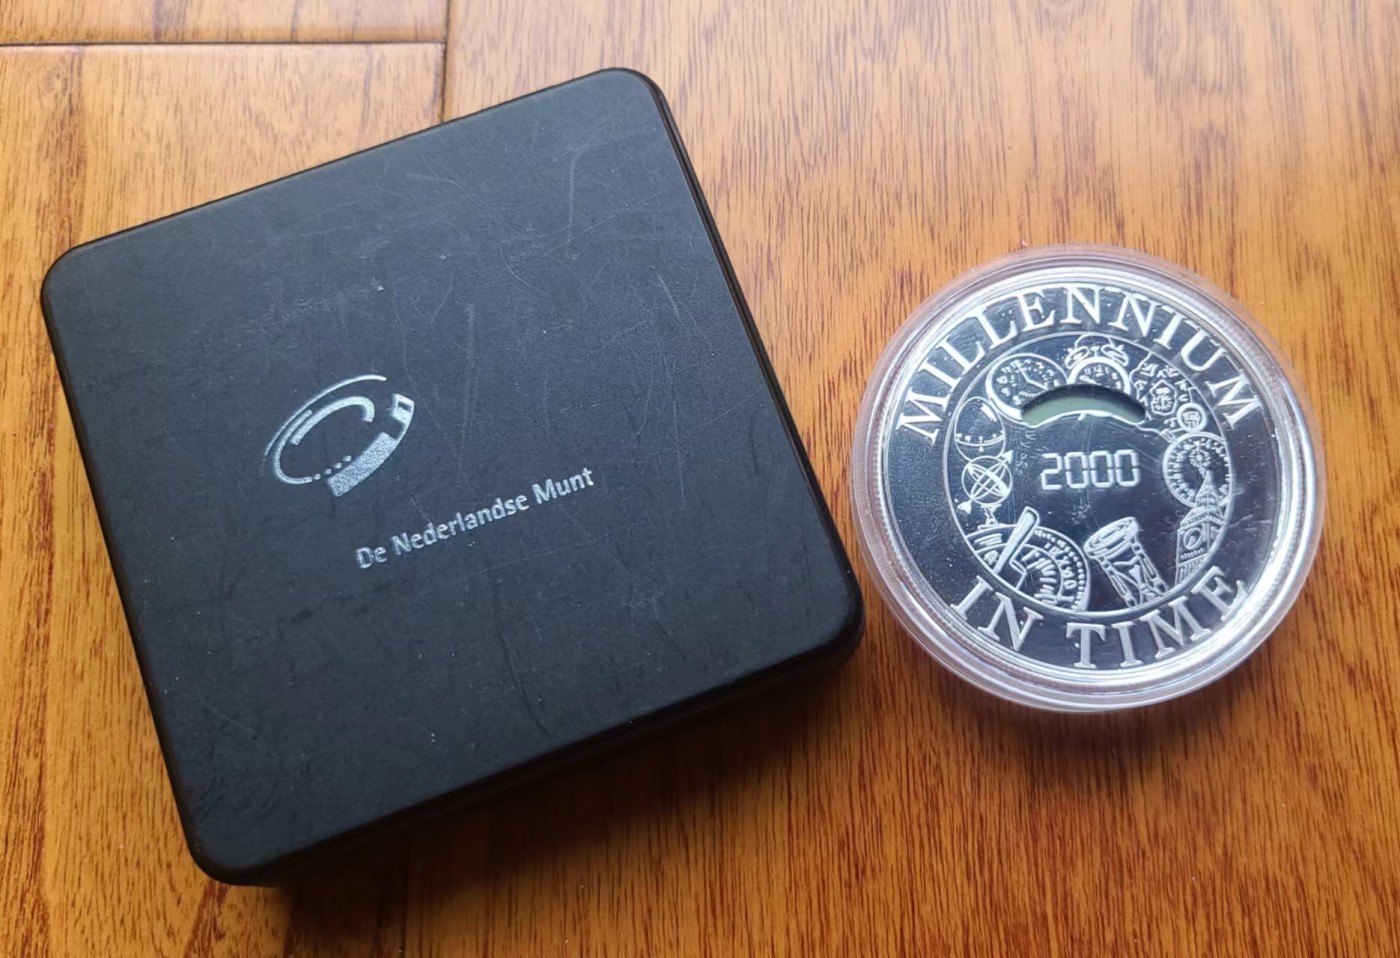 De Nederlandse Munt
MILLENNIUM
2000
IN TIME